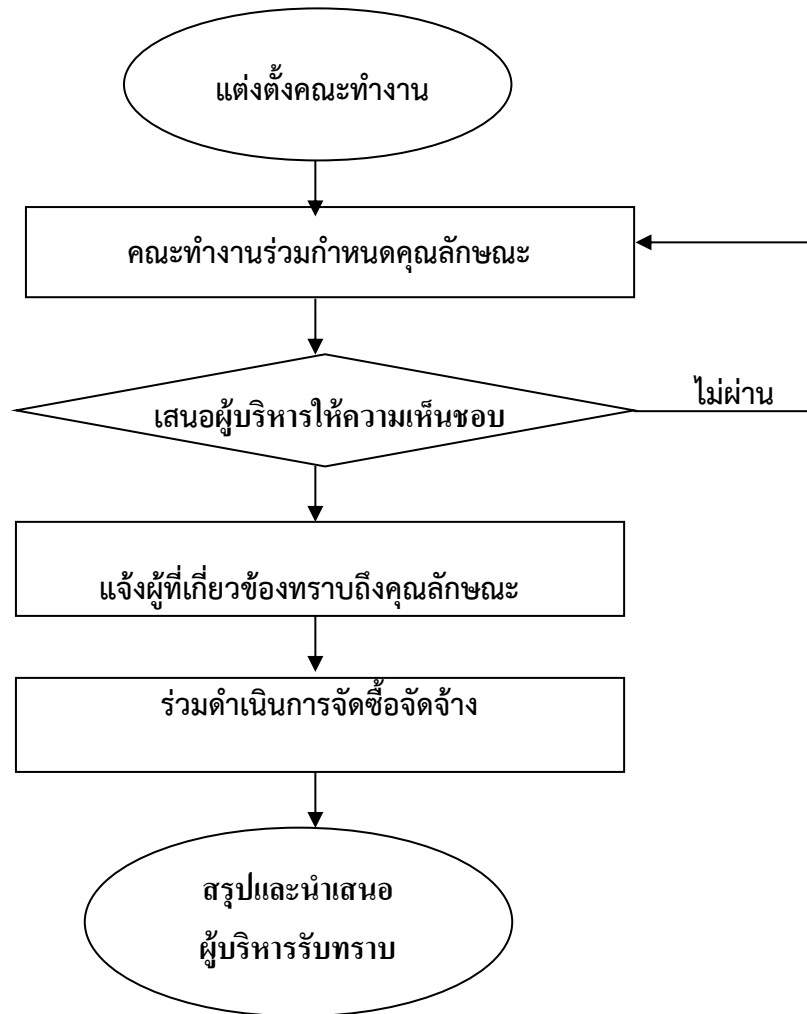 แต่งตั้งคณะทำงาน
คณะทำงานร่วมกำหนดคุณลักษณะ
เสนอผู้บริหารให้ความเห็นชอบ
ไม่ผ่าน
แจ้งผู้ที่เกี่ยวข้องทราบถึงคุณลักษณะ
ร่วมดำเนินการจัดซื้อจัดจ้าง
สรุปและนำเสนอ
ผู้บริหารรับทราบ